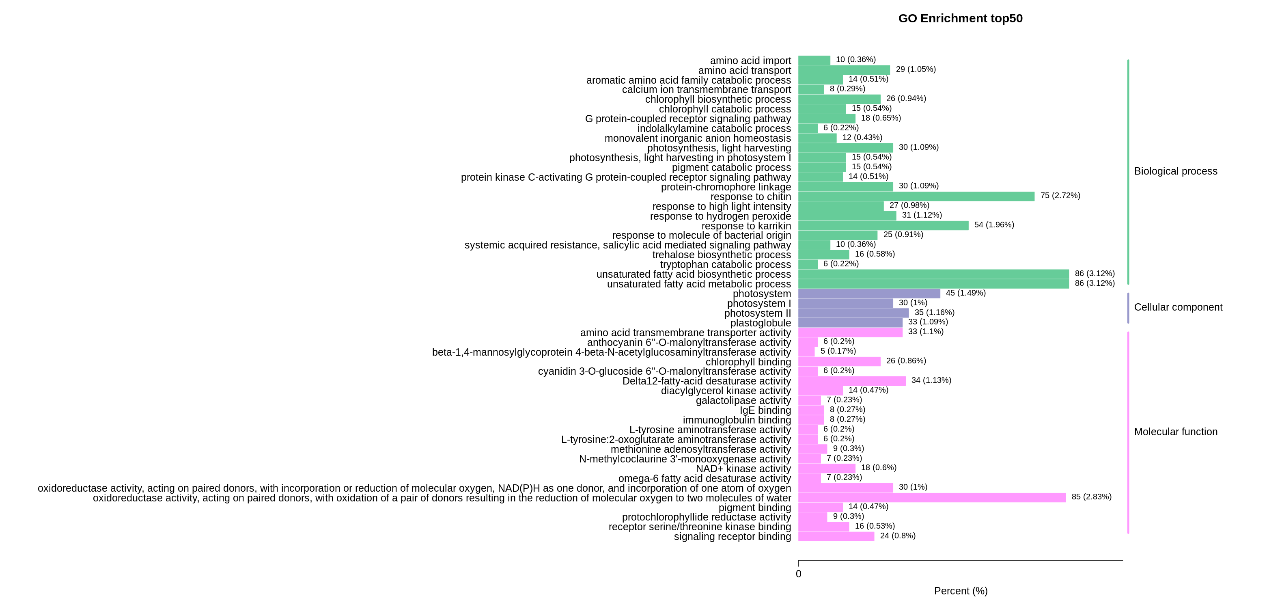 GO Enrichment top50
amino acid import 10 (0.36%)
amino acid transport 29 (1.05%)
aromatic amino acid family catabolic process 14 (0.51%)
calcium ion transmembrane transport 8 (0.29%)
chlorophyll biosynthetic process 26 (0.94%)
chlorophyll catabolic process 15 (0.54%)
G protein-coupled receptor signaling pathway 18 (0.65%)
indolalkylamine catabolic process 6 (0.22%)
monovalent inorganic anion homeostasis 12 (0.43%)
photosynthesis, light harvesting 30 (1.09%)
photosynthesis, light harvesting in photosystem I 15 (0.54%)
pigment catabolic process 15 (0.54%)
Biological process
protein kinase C-activating G protein-coupled receptor signaling pathway 14 (0.51%)
protein-chromophore linkage 30 (1.09%)
response to chitin 75 (2.72%)
response to high light intensity 27 (0.98%)
response to hydrogen peroxide 31 (1.12%)
response to karrikin 54 (1.96%)
response to molecule of bacterial origin 25 (0.91%)
systemic acquired resistance, salicylic acid mediated signaling pathway 10 (0.36%)
trehalose biosynthetic process 16 (0.58%)
tryptophan catabolic process 6 (0.22%)
unsaturated fatty acid biosynthetic process 86 (3.12%)
unsaturated fatty acid metabolic process 86 (3.12%)
photosystem 45 (1.49%)
photosystem I 30 (1%)
Cellular component
photosystem II 35 (1.16%)
plastoglobule 33 (1.09%)
amino acid transmembrane transporter activity 33 (1.1%)
anthocyanin 6"-O-malonyltransferase activity 6 (0.2%)
beta-1,4-mannosylglycoprotein 4-beta-N-acetylglucosaminyltransferase activity 5 (0.17%)
chlorophyll binding 26 (0.86%)
cyanidin 3-O-glucoside 6"-O-malonyltransferase activity 6 (0.2%)
Delta12-fatty-acid desaturase activity 34 (1.13%)
diacylglycerol kinase activity 14 (0.47%)
galactolipase activity 7 (0.23%)
IgE binding 8 (0.27%)
immunoglobulin binding 8 (0.27%)
L-tyrosine aminotransferase activity 6 (0.2%)
Molecular function
L-tyrosine:2-oxoglutarate aminotransferase activity 6 (0.2%)
methionine adenosyltransferase activity 9 (0.3%)
N-methylcoclaurine 3'-monooxygenase activity 7 (0.23%)
NAD+ kinase activity 18 (0.6%)
omega-6 fatty acid desaturase activity 7 (0.23%)
oxidoreductase activity, acting on paired donors, with incorporation or reduction of molecular oxygen, NAD(P)H as one donor, and incorporation of one atom of oxygen 30 (1%)
oxidoreductase activity, acting on paired donors, with oxidation of a pair of donors resulting in the reduction of molecular oxygen to two molecules of water 85 (2.83%)
pigment binding 14 (0.47%)
protochlorophyllide reductase activity 9 (0.3%)
receptor serine/threonine kinase binding 16 (0.53%)
signaling receptor binding 24 (0.8%)
0
Percent (%)